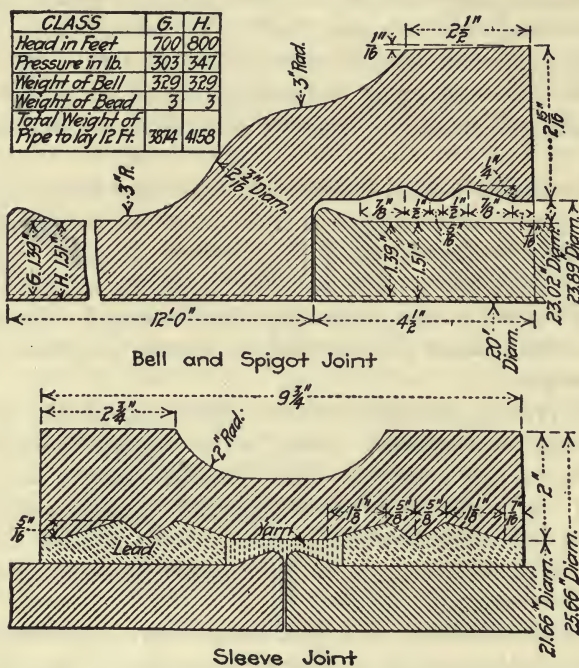 CLASS G. H.
Head in Feet 700 800
Pressure in lb. 303 347
Weight of Bell 329 329
Weight of Bead 3 3
Total Weight of
Pipe to lay 12 Ft. 3874 4158
1/16"
2 1/2"
3" Rad.
2 15/16"
3" R.
2 3/16" Diam.
1/4"
7/8" 1/2" 1/2" 7/8"
5/16"
7/16"
G. 1.39"
H. 1.51"
1.39"
1.51"
23.02" Diam.
23.89" Diam.
12'-0"
4 1/2"
20" Diam.
Bell and Spigot Joint
9 3/4"
2 3/4"
2" Rad.
5/16"
Yarn
Lead
1 1/8" 5/8" 5/8" 1 1/8" 7/16"
2"
21.66" Diam.
25.66" Diam.
Sleeve Joint